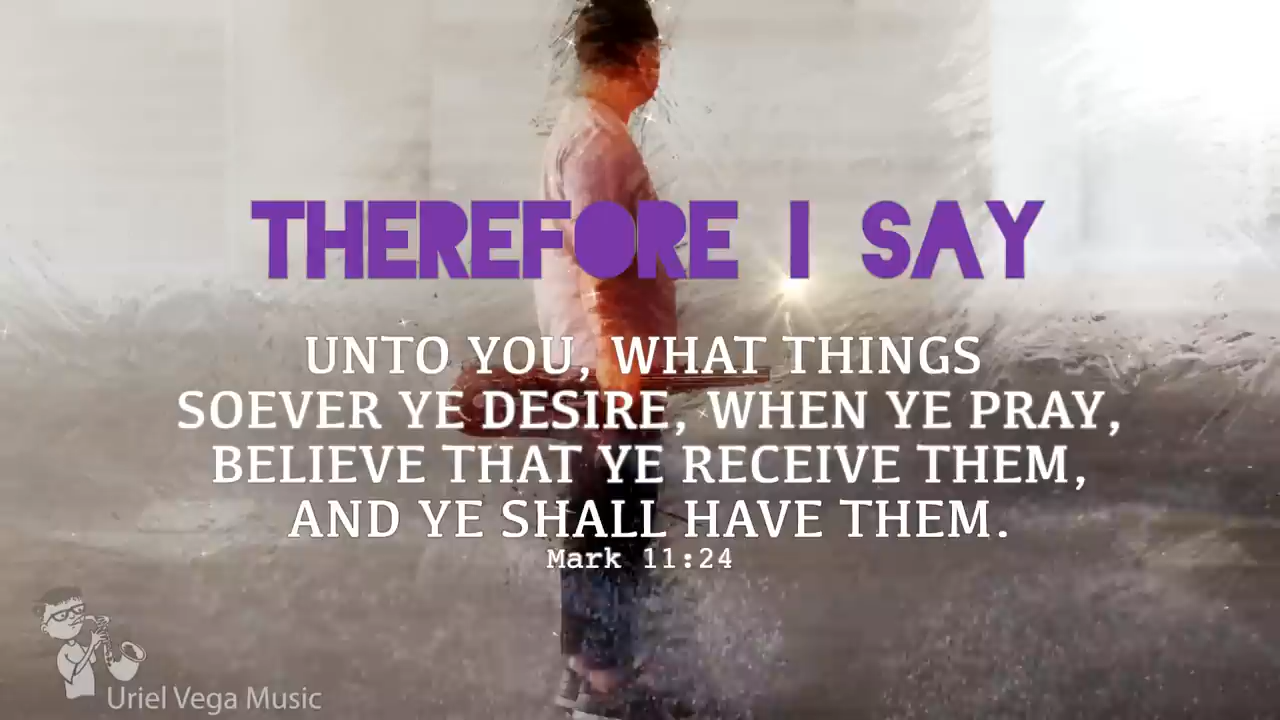 THEREFORE I SAY
UNTO YOU, WHAT THINGS
SOEVER YE DESIRE, WHEN YE PRAY,
BELIEVE THAT YE RECEIVE THEM,
AND YE SHALL HAVE THEM.
Mark 11:24
Uriel Vega Music